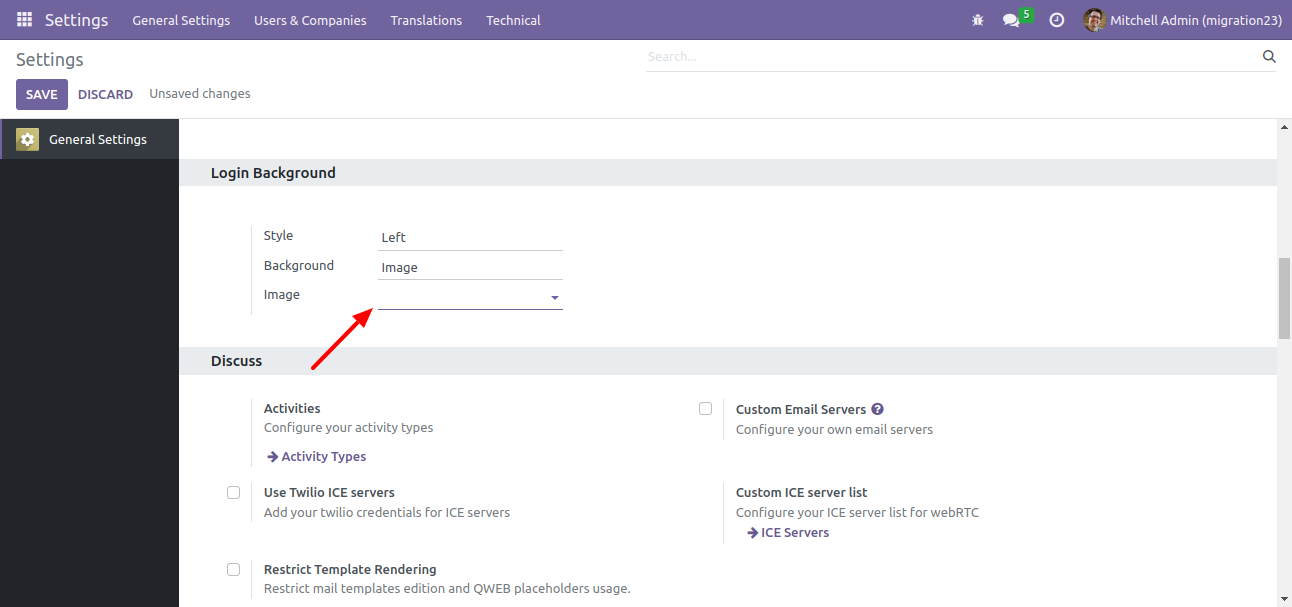 Settings General Settings Users & Companies Translations Technical 5 Mitchell Admin (migration23)
Settings Search...
SAVE DISCARD Unsaved changes
General Settings
Login Background
Style Left
Background Image
Image
Discuss
Activities
Configure your activity types
Activity Types
Custom Email Servers ?
Configure your own email servers
Use Twilio ICE servers
Add your twilio credentials for ICE servers
Custom ICE server list
Configure your ICE server list for webRTC
ICE Servers
Restrict Template Rendering
Restrict mail templates edition and QWEB placeholders usage.